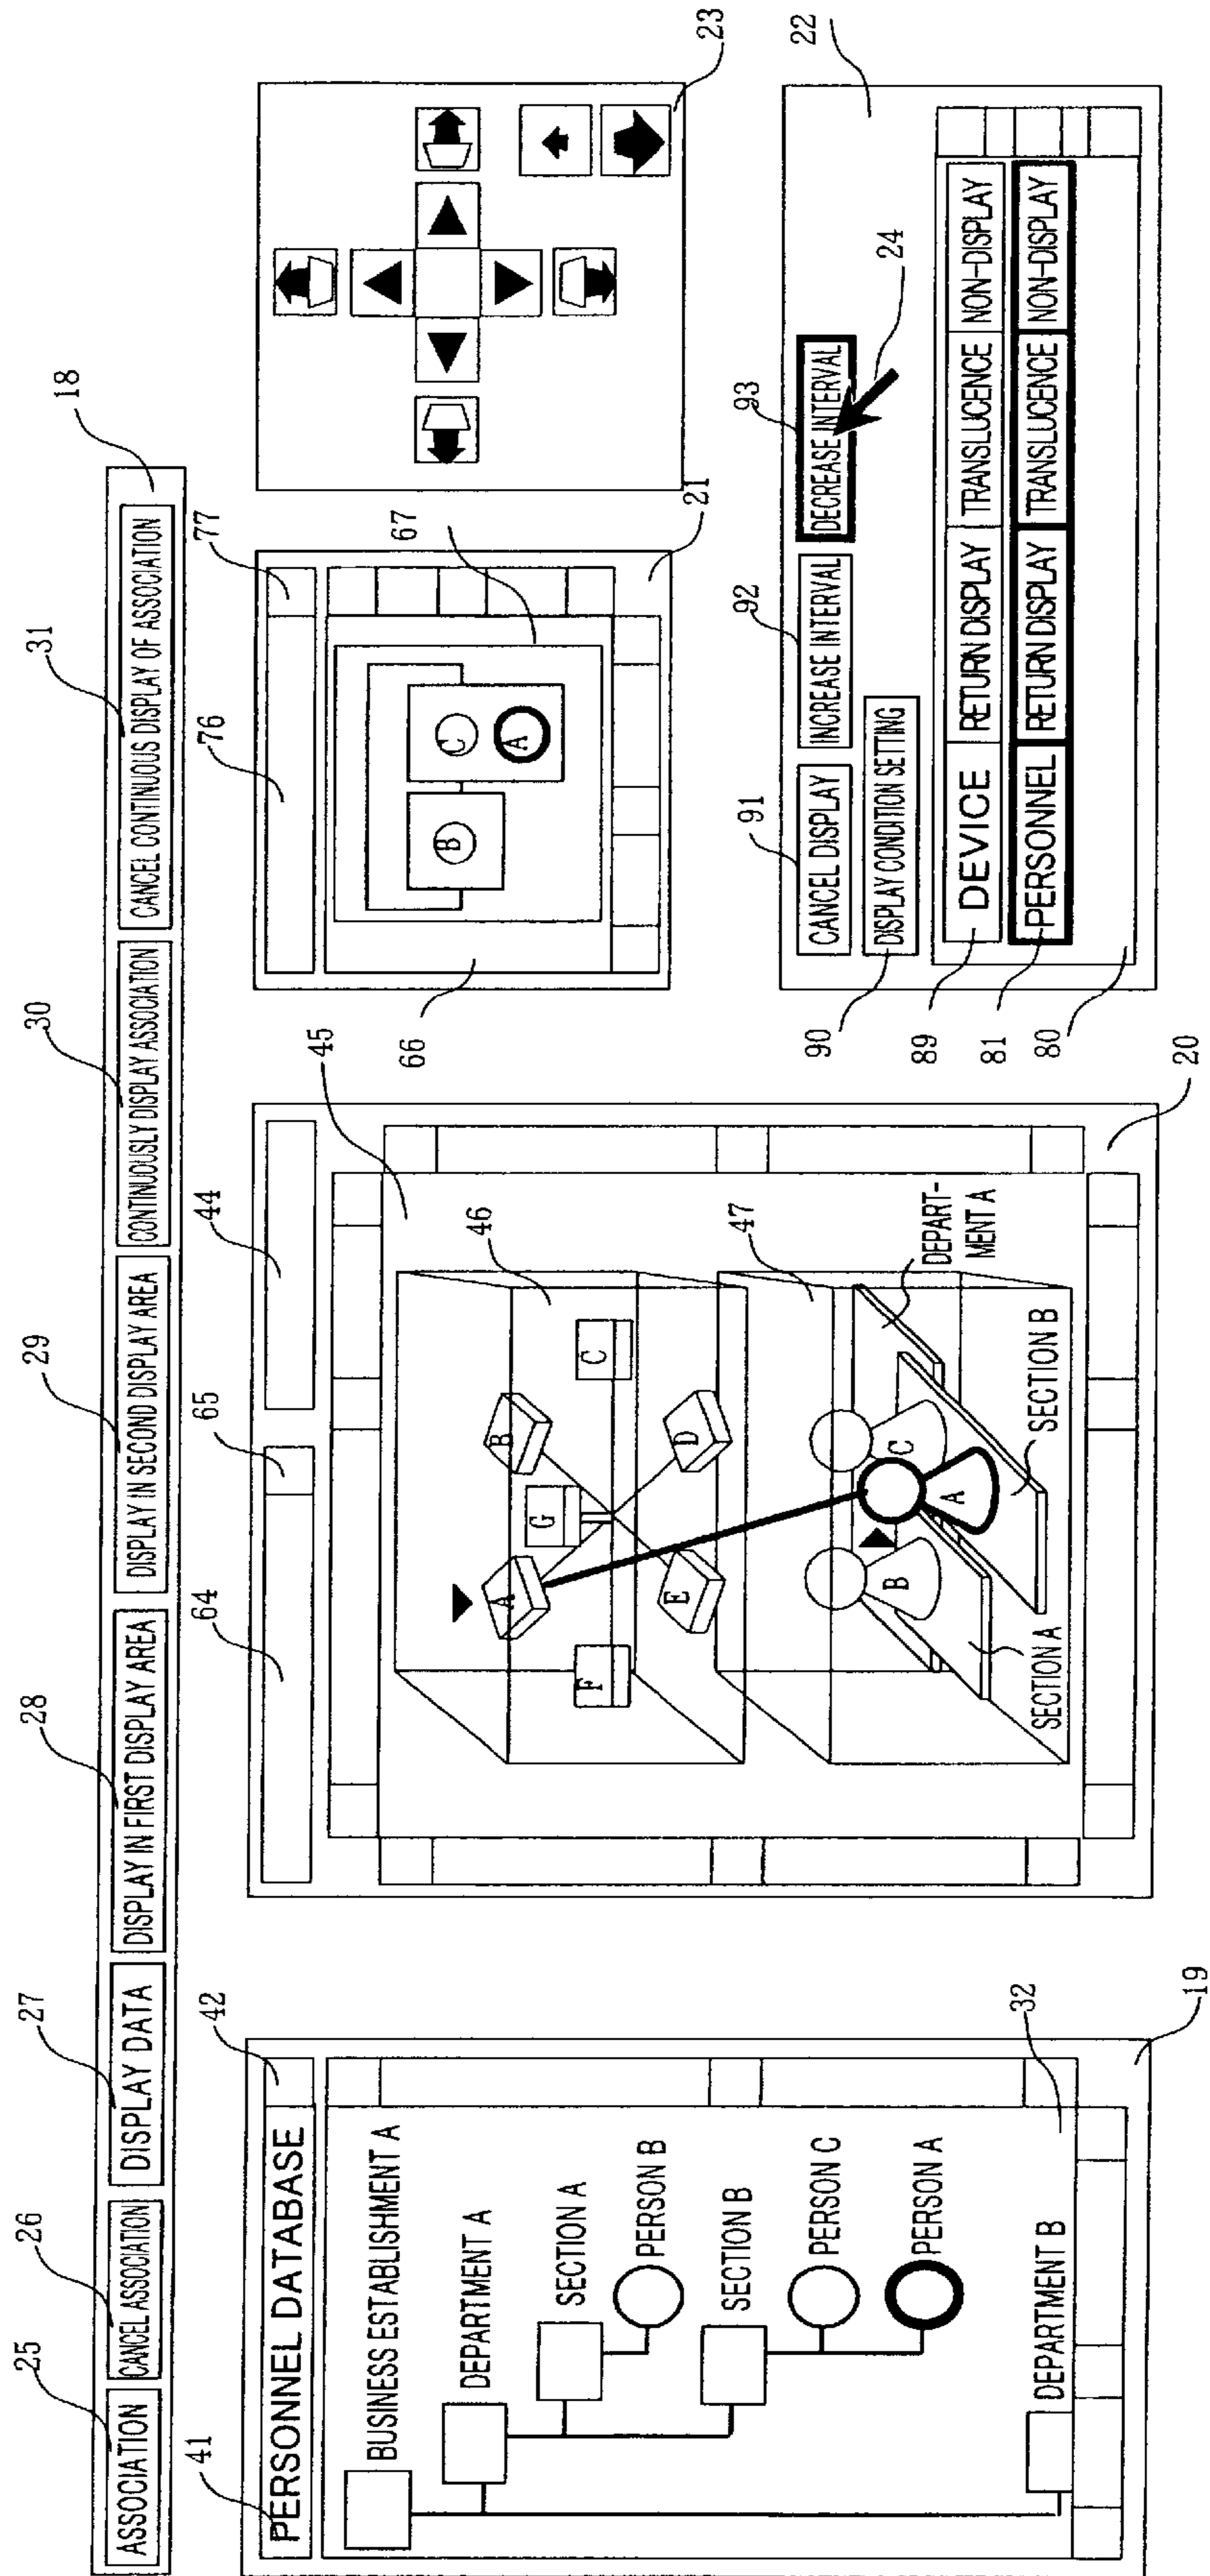 25
26
27
28
29
30
31
18
ASSOCIATION
CANCEL ASSOCIATION
DISPLAY DATA
DISPLAY IN FIRST DISPLAY AREA
DISPLAY IN SECOND DISPLAY AREA
CONTINUOUSLY DISPLAY ASSOCIATION
CANCEL CONTINUOUS DISPLAY OF ASSOCIATION
41
42
PERSONNEL DATABASE
BUSINESS ESTABLISHMENT A
DEPARTMENT A
SECTION A
PERSON B
SECTION B
PERSON C
PERSON A
DEPARTMENT B
32
19
64
65
44
45
46
A
B
G
C
F
E
D
47
B
C
A
DEPART-
MENT A
SECTION A
SECTION B
20
76
77
B
C
A
66
67
21
23
91
92
93
CANCEL DISPLAY
INCREASE INTERVAL
DECREASE INTERVAL
22
24
90
DISPLAY CONDITION SETTING
89
DEVICE
RETURN DISPLAY
TRANSLUCENCE
NON-DISPLAY
81
PERSONNEL
RETURN DISPLAY
TRANSLUCENCE
NON-DISPLAY
80